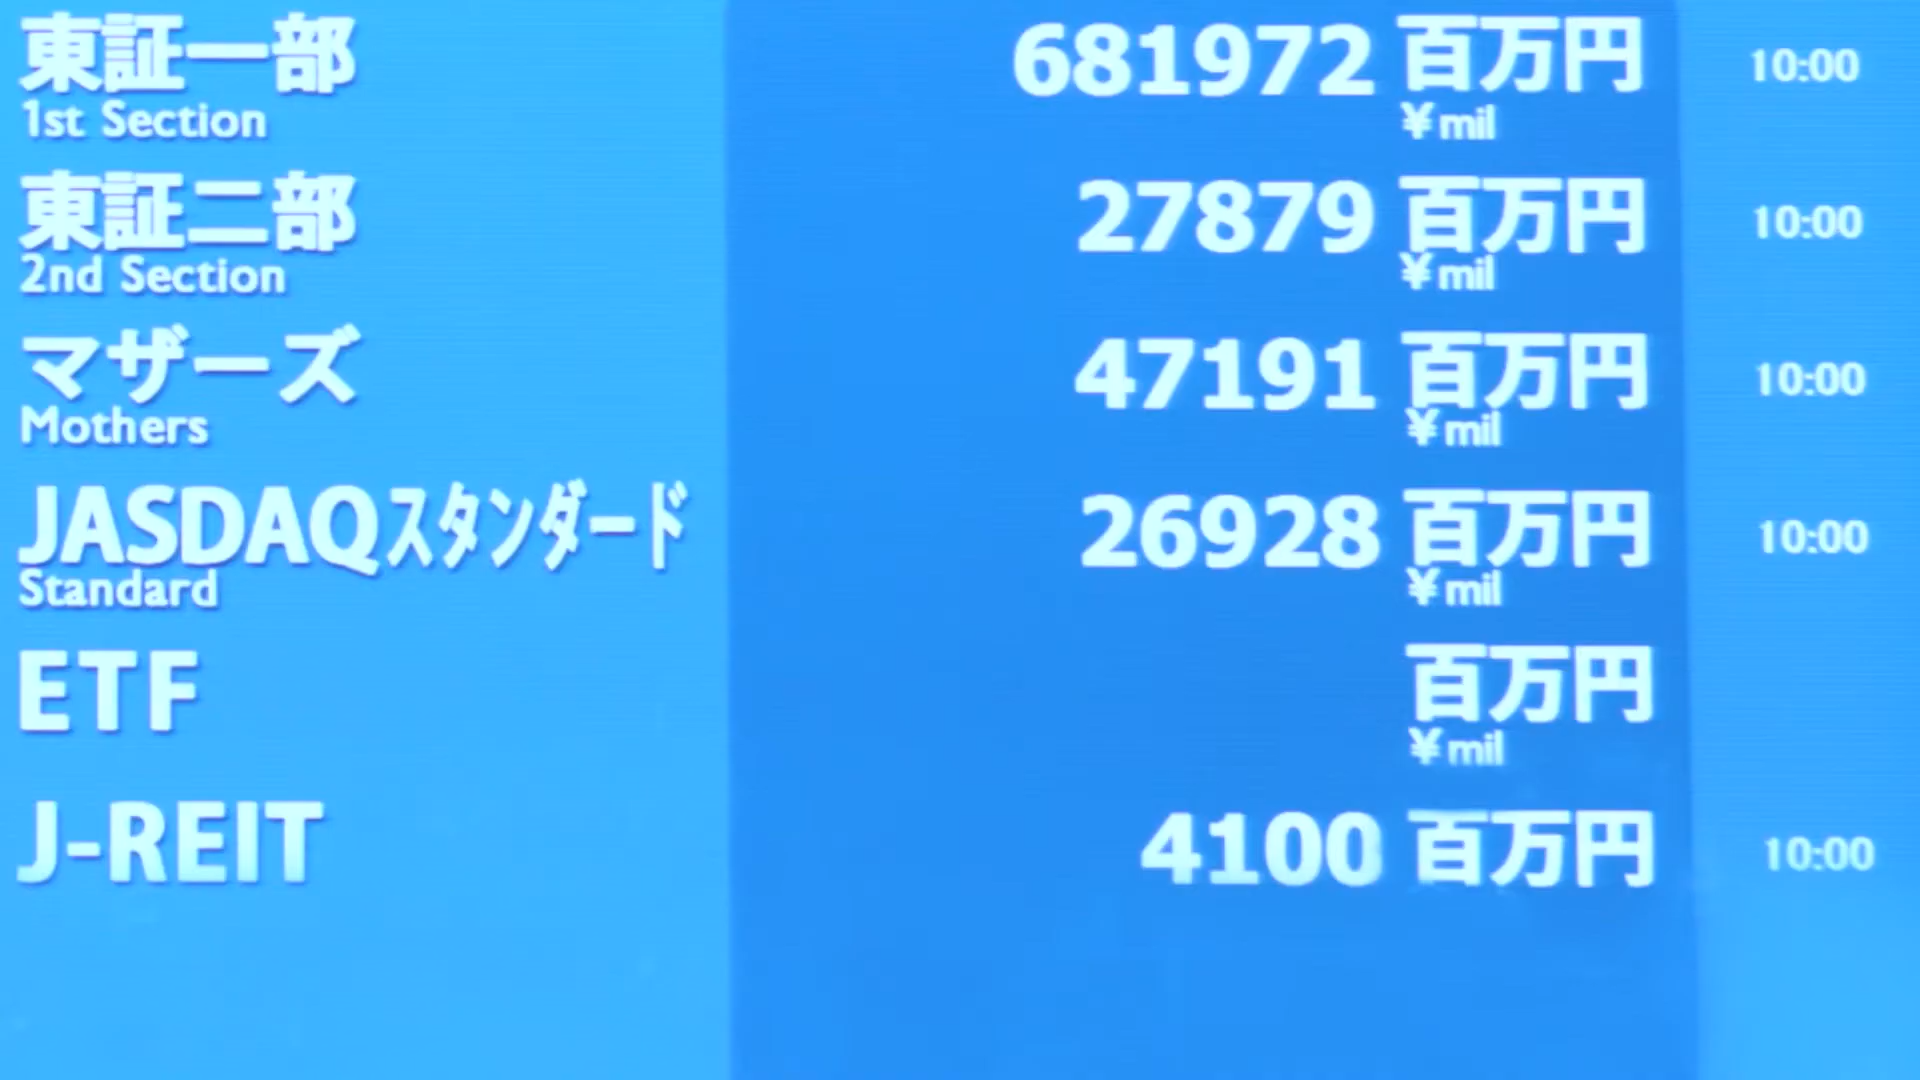 東証一部 681972 百万円 10:00
1st Section ¥mil
東証二部 27879 百万円 10:00
2nd Section ¥mil
マザーズ 47191 百万円 10:00
Mothers ¥mil
JASDAQスタンダード 26928 百万円 10:00
Standard ¥mil
ETF 百万円
¥mil
J-REIT 4100 百万円 10:00